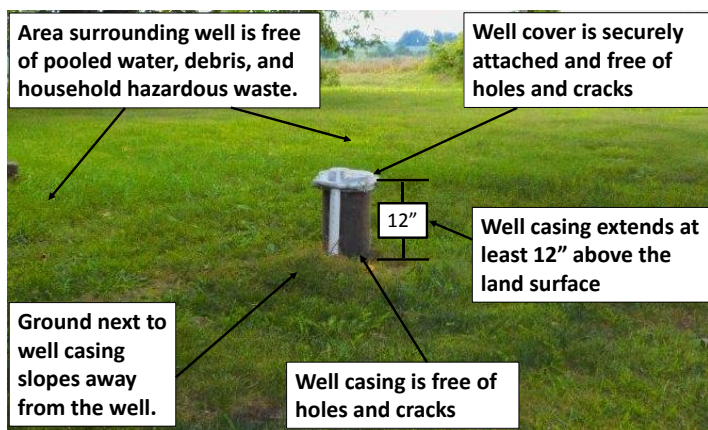 Area surrounding well is free
of pooled water, debris, and
household hazardous waste.
Well cover is securely
attached and free of
holes and cracks
12”
Well casing extends at
least 12” above the
land surface
Ground next to
well casing
slopes away
from the well.
Well casing is free of
holes and cracks